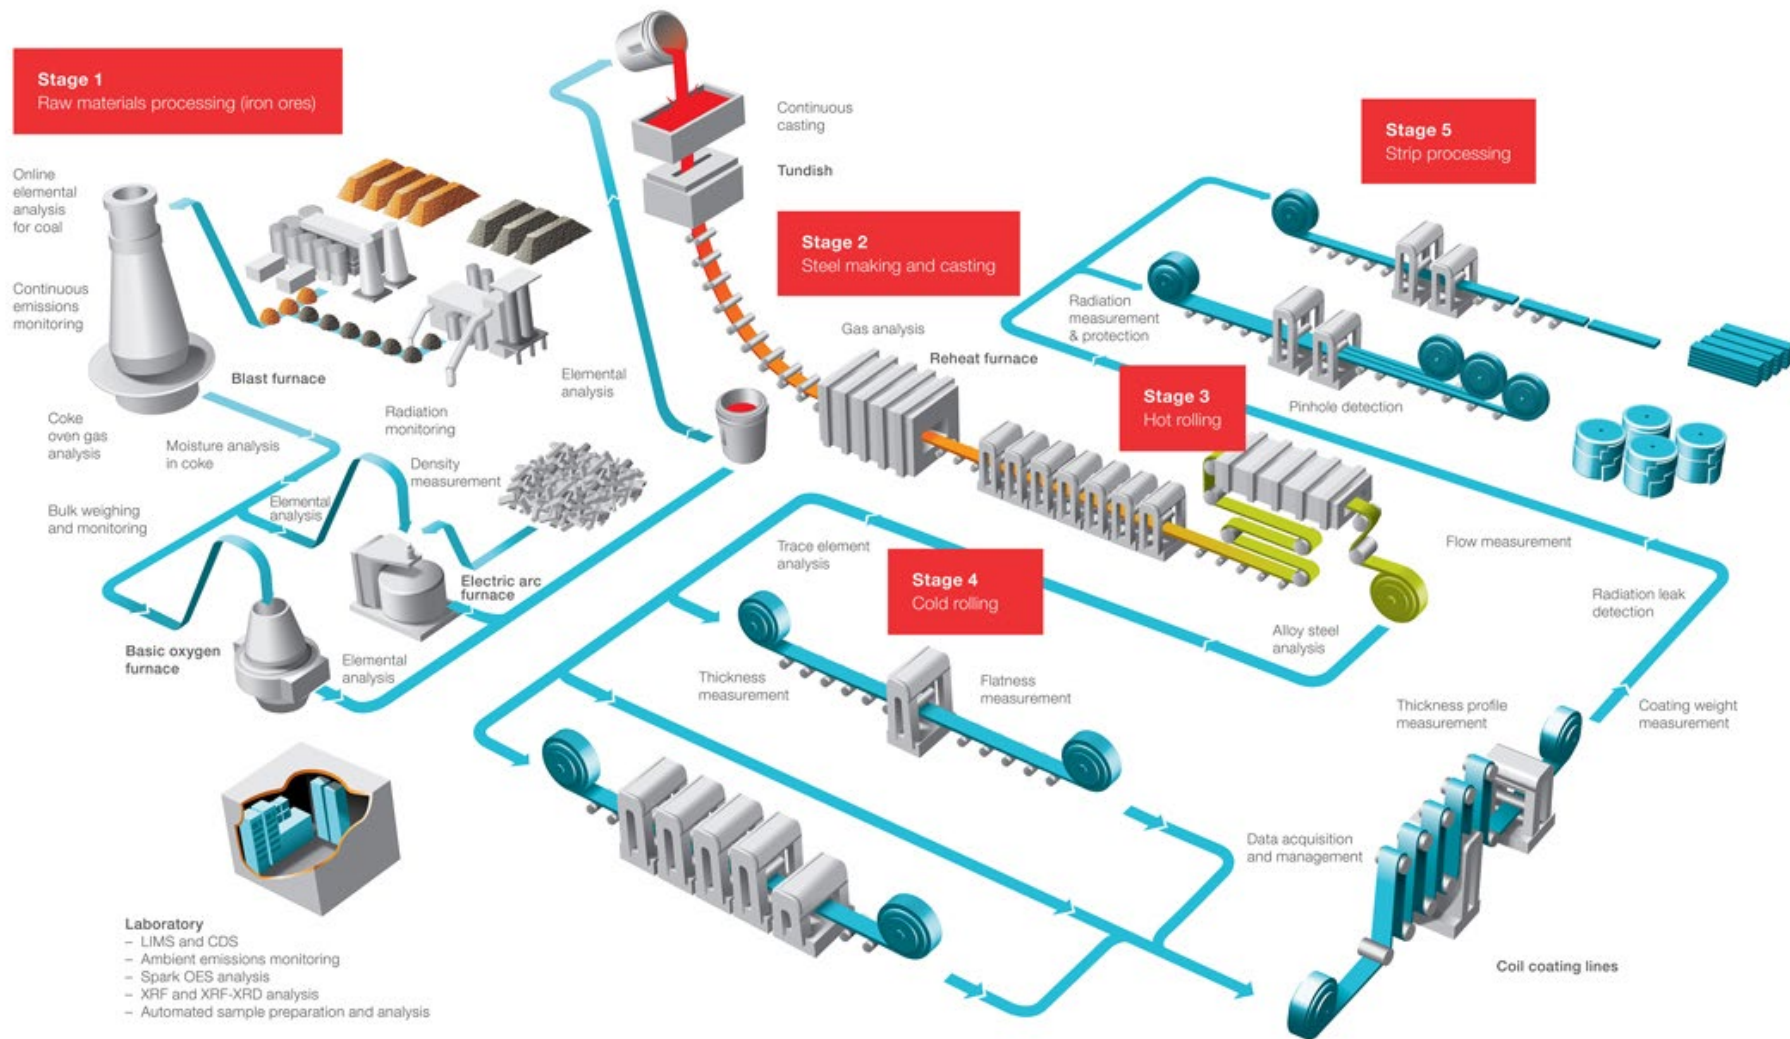 Stage 1
Raw materials processing (iron ores)
Online
elemental
analysis
for coal
Continuous
emissions
monitoring
Blast furnace
Coke
oven gas
analysis
Moisture analysis
in coke
Radiation
monitoring
Density
measurement
Bulk weighing
and monitoring
Elemental
analysis
Electric arc
furnace
Basic oxygen
furnace
Elemental
analysis
Elemental
analysis
Laboratory
– LIMS and CDS
– Ambient emissions monitoring
– Spark OES analysis
– XRF and XRF-XRD analysis
– Automated sample preparation and analysis
Continuous
casting
Tundish
Stage 2
Steel making and casting
Gas analysis
Reheat furnace
Stage 3
Hot rolling
Trace element
analysis
Stage 4
Cold rolling
Thickness
measurement
Flatness
measurement
Alloy steel
analysis
Flow measurement
Radiation leak
detection
Thickness profile
measurement
Coating weight
measurement
Data acquisition
and management
Coil coating lines
Stage 5
Strip processing
Radiation
measurement
& protection
Pinhole detection